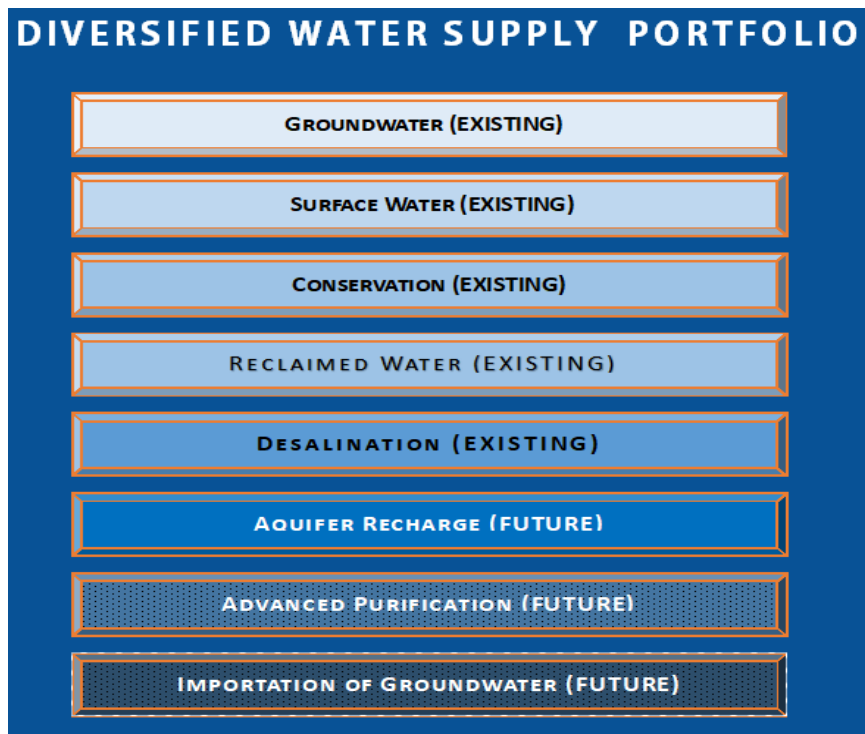 DIVERSIFIED WATER SUPPLY PORTFOLIO
GROUNDWATER (EXISTING)
SURFACE WATER (EXISTING)
CONSERVATION (EXISTING)
RECLAIMED WATER (EXISTING)
DESALINATION (EXISTING)
AQUIFER RECHARGE (FUTURE)
ADVANCED PURIFICATION (FUTURE)
IMPORTATION OF GROUNDWATER (FUTURE)